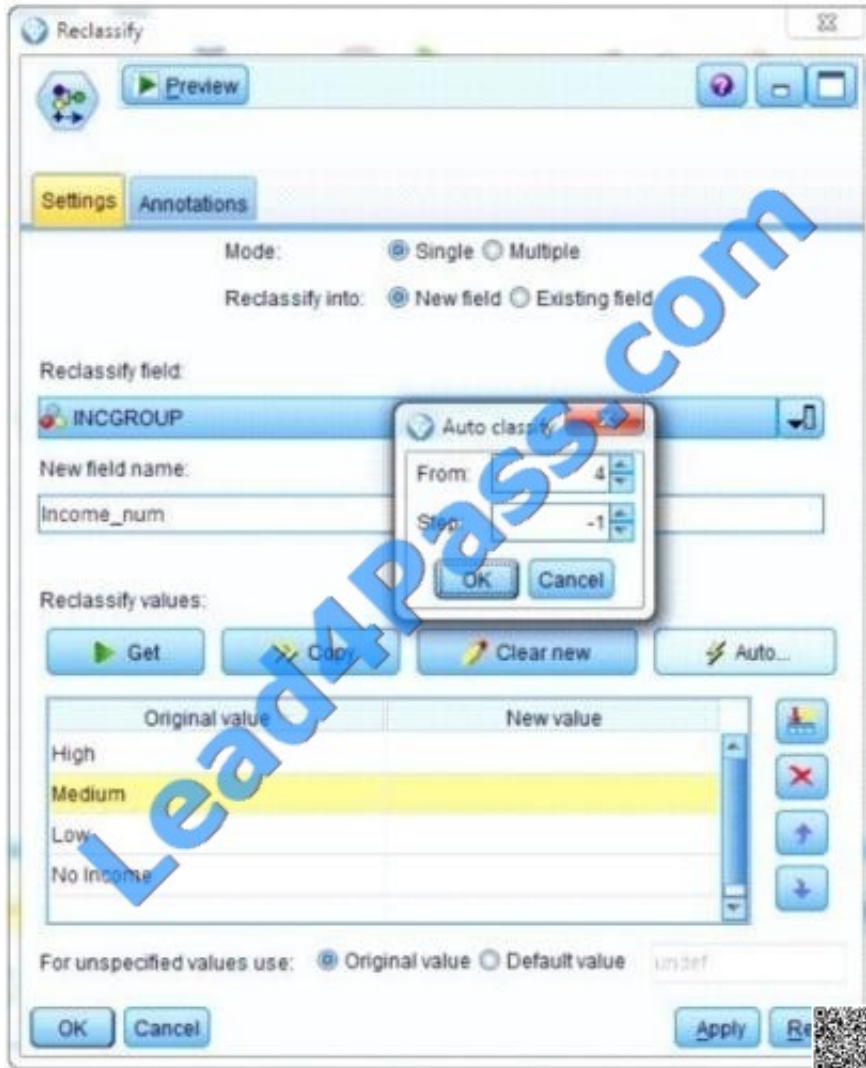 Reclassify
Preview
Settings Annotations
Mode: Single Multiple
Reclassify into: New field Existing field
Reclassify field:
INCGROUP
Auto classify
New field name:
From: 4
Income_num
Step: -1
OK Cancel
Reclassify values:
Get Copy Clear new Auto...
Original value New value
High
Medium
Low
No Income
For unspecified values use: Original value Default value undef
OK Cancel Apply Re
Lead4Pass.com